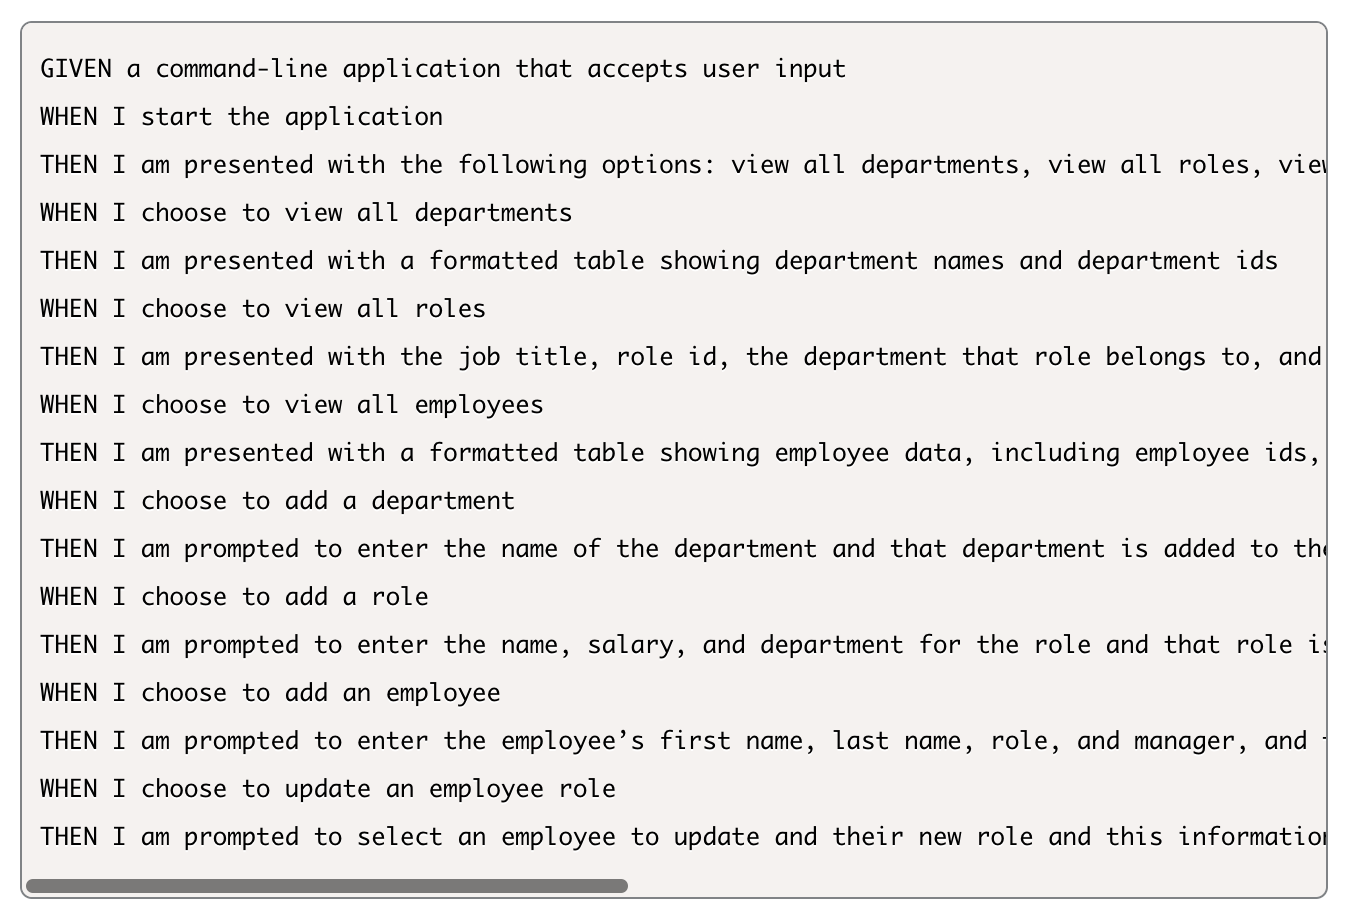 GIVEN a command-line application that accepts user input
WHEN I start the application
THEN I am presented with the following options: view all departments, view all roles, view
WHEN I choose to view all departments
THEN I am presented with a formatted table showing department names and department ids
WHEN I choose to view all roles
THEN I am presented with the job title, role id, the department that role belongs to, and
WHEN I choose to view all employees
THEN I am presented with a formatted table showing employee data, including employee ids,
WHEN I choose to add a department
THEN I am prompted to enter the name of the department and that department is added to the
WHEN I choose to add a role
THEN I am prompted to enter the name, salary, and department for the role and that role is
WHEN I choose to add an employee
THEN I am prompted to enter the employee’s first name, last name, role, and manager, and
WHEN I choose to update an employee role
THEN I am prompted to select an employee to update and their new role and this information